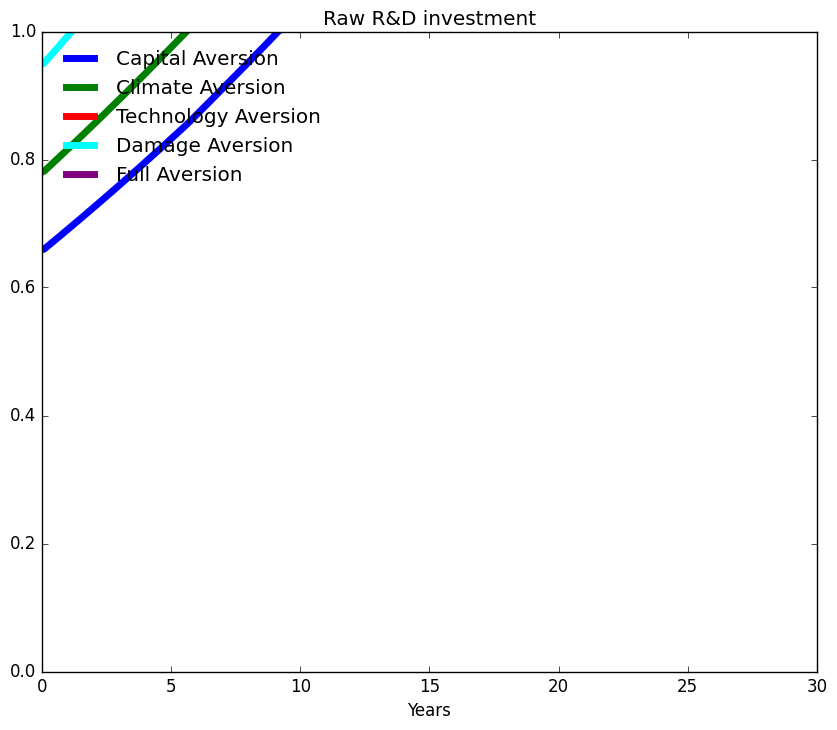 Raw R&D investment
1.0
0.8
0.6
0.4
0.2
0.0
Capital Aversion
Climate Aversion
Technology Aversion
Damage Aversion
Full Aversion
0 5 10 15 20 25 30
Years